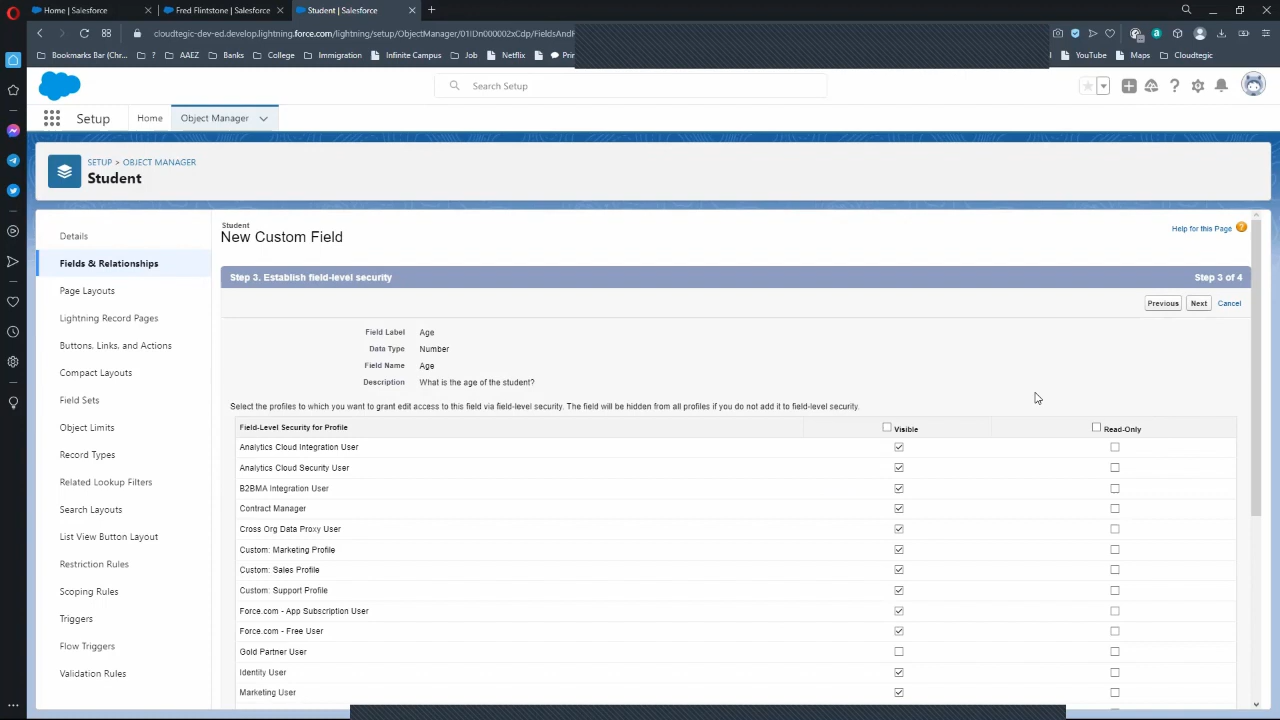 Home | Salesforce
Fred Flintstone | Salesforce
Student | Salesforce
cloudtegic-dev-ed.develop.lightning.force.com/lightning/setup/ObjectManager/01IDn000002xCdp/FieldsAndR
Bookmarks Bar (Chr... ? AAEZ Banks College Immigration Infinite Campus Job Netflix Prin YouTube Maps Cloudtegic
Search Setup
Setup Home Object Manager
SETUP > OBJECT MANAGER
Student
Details
Fields & Relationships
Page Layouts
Lightning Record Pages
Buttons, Links, and Actions
Compact Layouts
Field Sets
Object Limits
Record Types
Related Lookup Filters
Search Layouts
List View Button Layout
Restriction Rules
Scoping Rules
Triggers
Flow Triggers
Validation Rules
Student
New Custom Field
Help for this Page
Step 3. Establish field-level security Step 3 of 4
Previous Next Cancel
Field Label Age
Data Type Number
Field Name Age
Description What is the age of the student?
Select the profiles to which you want to grant edit access to this field via field-level security. The field will be hidden from all profiles if you do not add it to field-level security.
Field-Level Security for Profile Visible Read-Only
Analytics Cloud Integration User
Analytics Cloud Security User
B2BMA Integration User
Contract Manager
Cross Org Data Proxy User
Custom: Marketing Profile
Custom: Sales Profile
Custom: Support Profile
Force.com - App Subscription User
Force.com - Free User
Gold Partner User
Identity User
Marketing User